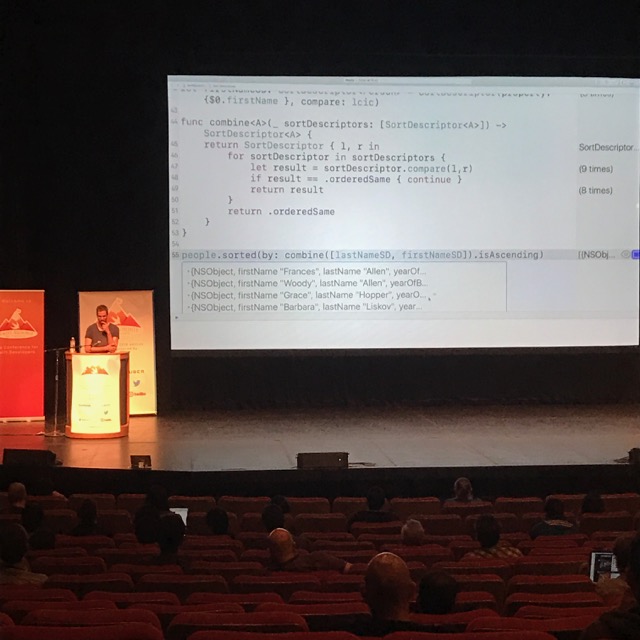 {$0.firstName }, compare: lcic)
func combine<A>(_ sortDescriptors: [SortDescriptor<A>]) ->
SortDescriptor<A> {
return SortDescriptor { l, r in
SortDescriptor...
for sortDescriptor in sortDescriptors {
let result = sortDescriptor.compare(l,r)
(9 times)
if result == .orderedSame { continue }
return result
(8 times)
}
return .orderedSame
}
}
people.sorted(by: combine([lastNameSD, firstNameSD]).isAscending)
[{NSObj...
{NSObject, firstName "Frances", lastName "Allen", yearOf...
{NSObject, firstName "Woody", lastName "Allen", yearOfB...
{NSObject, firstName "Grace", lastName "Hopper", yearO...
{NSObject, firstName "Barbara", lastName "Liskov", year...